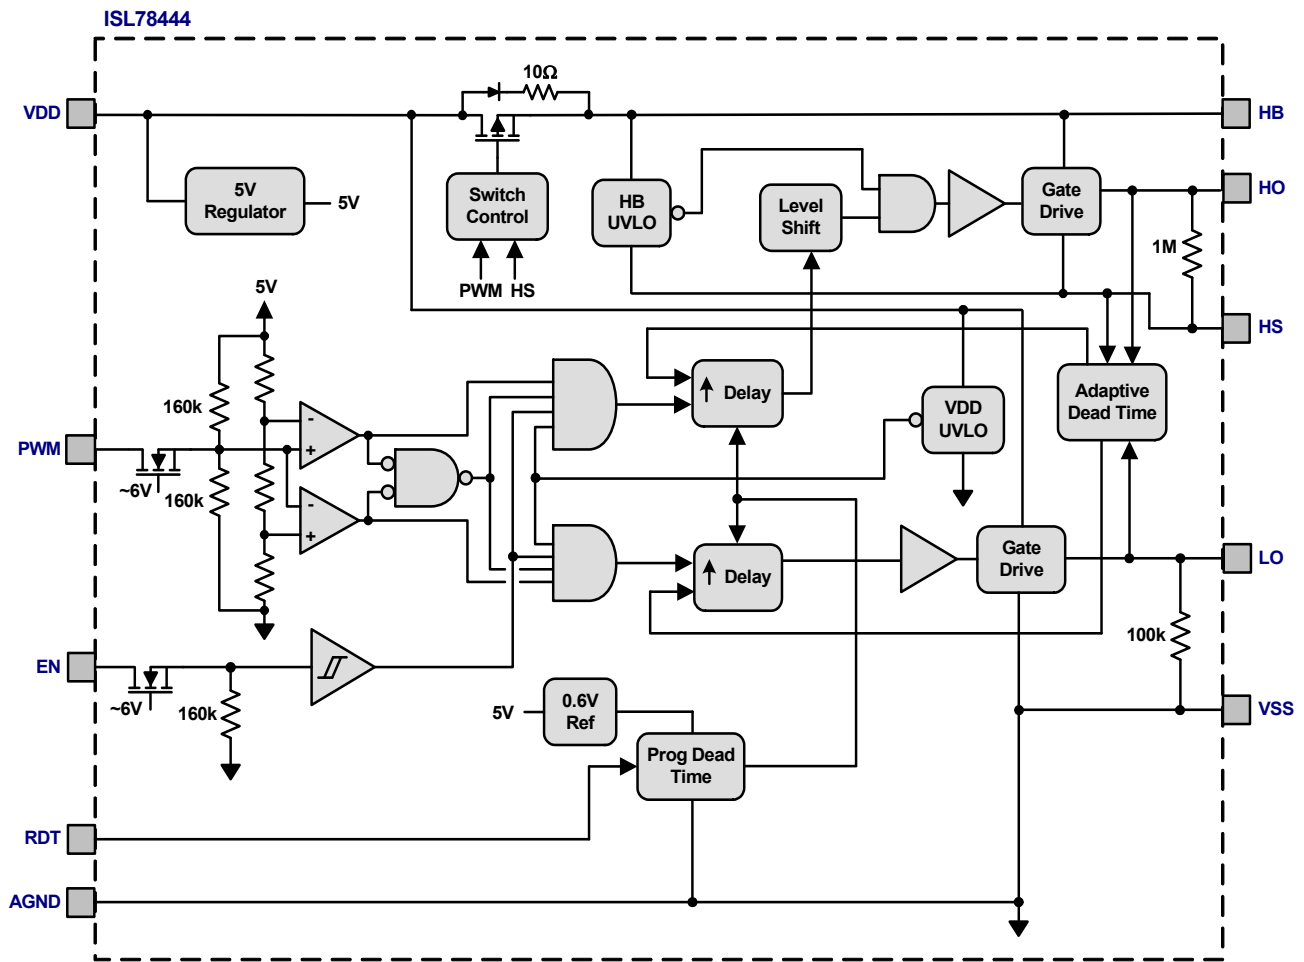 ISL78444
10Ω
VDD
HB
5V
Regulator
5V
Switch
Control
HB
UVLO
Level
Shift
Gate
Drive
HO
1M
PWM HS
5V
HS
160k
Delay
VDD
UVLO
Adaptive
Dead Time
-
+
PWM
~6V
160k
-
+
Delay
Gate
Drive
LO
100k
EN
~6V
160k
5V
0.6V
Ref
VSS
Prog Dead
Time
RDT
AGND